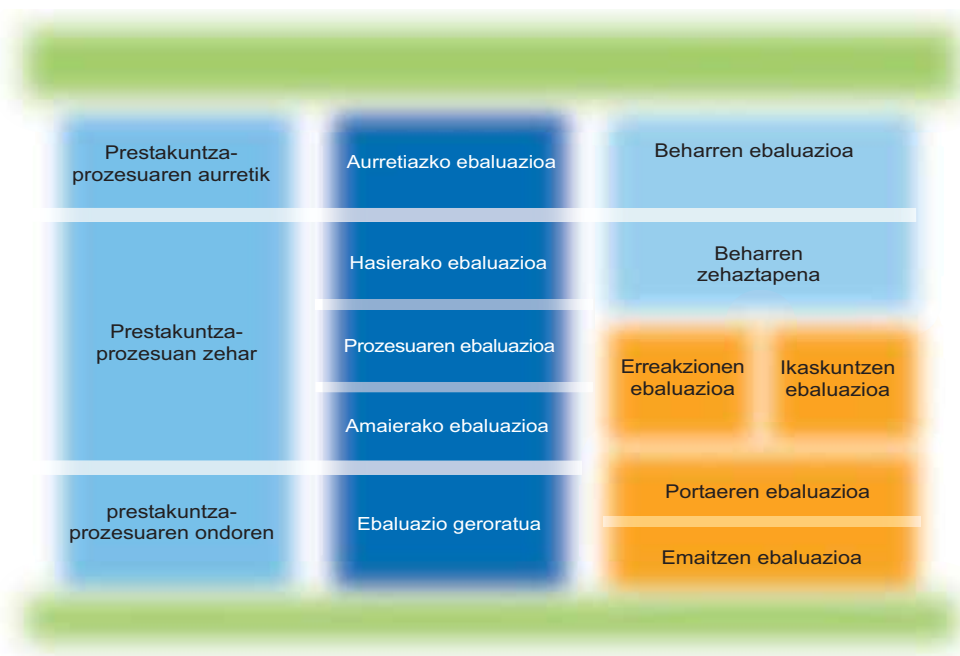 Prestakuntza-
prozesuaren aurretik
Aurretiazko ebaluazioa
Beharren ebaluazioa
Prestakuntza-
prozesuan zehar
Hasierako ebaluazioa
Beharren
zehaztapena
Prozesuaren ebaluazioa
Erreakzionen
ebaluazioa
Ikaskuntzen
ebaluazioa
Amaierako ebaluazioa
prestakuntza-
prozesuaren ondoren
Ebaluazio geroratua
Portaeren ebaluazioa
Emaitzen ebaluazioa